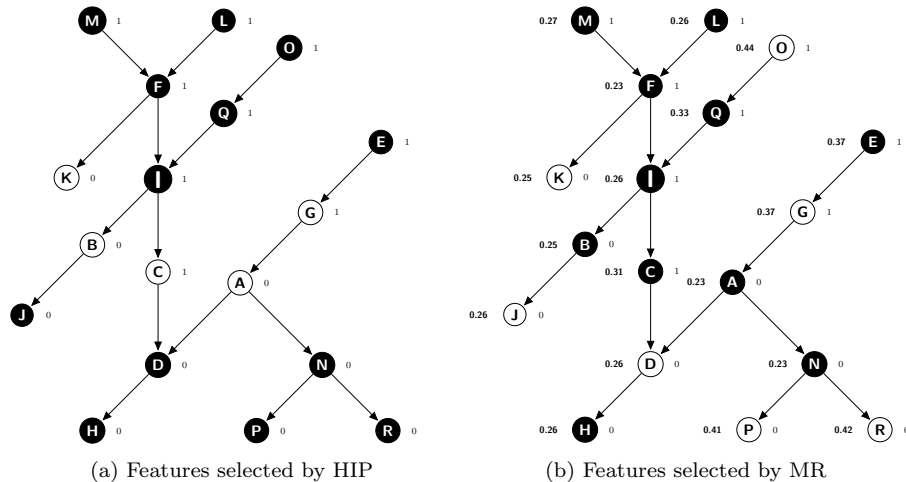 M 1 L 1
O 1
F 1
Q 1
E 1
K 0 I 1
G 1
B 0
C 1
A 0
J 0
D 0 N 0
H 0 P 0 R 0
(a) Features selected by HIP
0.27 M 1 0.26 L 1
0.44 O 1
0.23 F 1
0.33 Q 1
0.37 E 1
0.25 K 0 0.26 I 1
0.37 G 1
0.25 B 0
0.31 C 1
0.23 A 0
0.26 J 0
0.26 D 0 0.23 N 0
0.26 H 0 0.41 P 0 0.42 R 0
(b) Features selected by MR